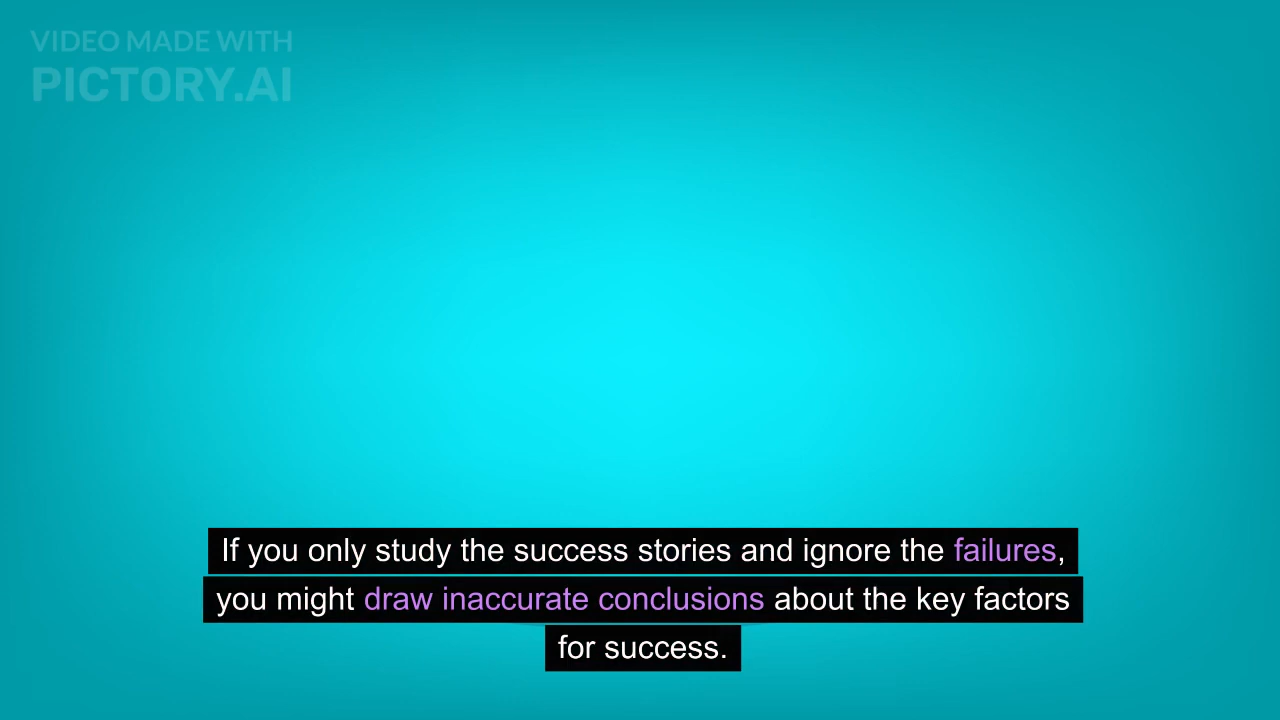 VIDEO MADE WITH
PICTORY.AI
If you only study the success stories and ignore the failures,
you might draw inaccurate conclusions about the key factors
for success.